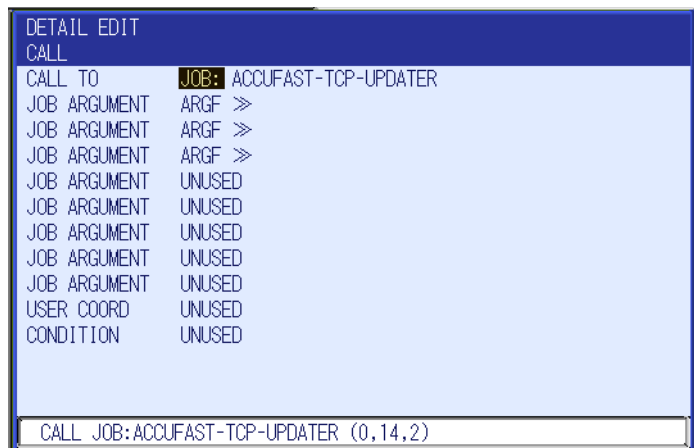 DETAIL EDIT
CALL
CALL TO JOB: ACCUFAST-TCP-UPDATER
JOB ARGUMENT ARGF ≫
JOB ARGUMENT ARGF ≫
JOB ARGUMENT ARGF ≫
JOB ARGUMENT UNUSED
JOB ARGUMENT UNUSED
JOB ARGUMENT UNUSED
JOB ARGUMENT UNUSED
JOB ARGUMENT UNUSED
USER COORD UNUSED
CONDITION UNUSED
CALL JOB:ACCUFAST-TCP-UPDATER (0,14,2)